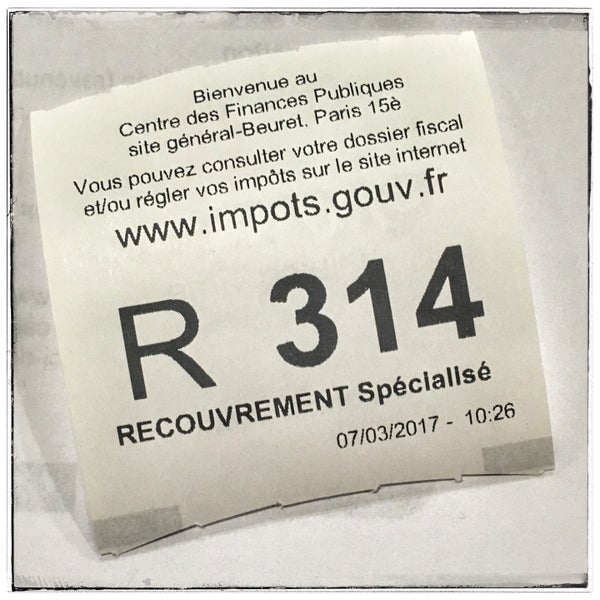 Bienvenue au
Centre des Finances Publiques
site général-Beuret, Paris 15è
Vous pouvez consulter votre dossier fiscal
et/ou régler vos impôts sur le site internet
www.impots.gouv.fr
R 314
RECOUVREMENT Spécialisé
07/03/2017 - 10:26